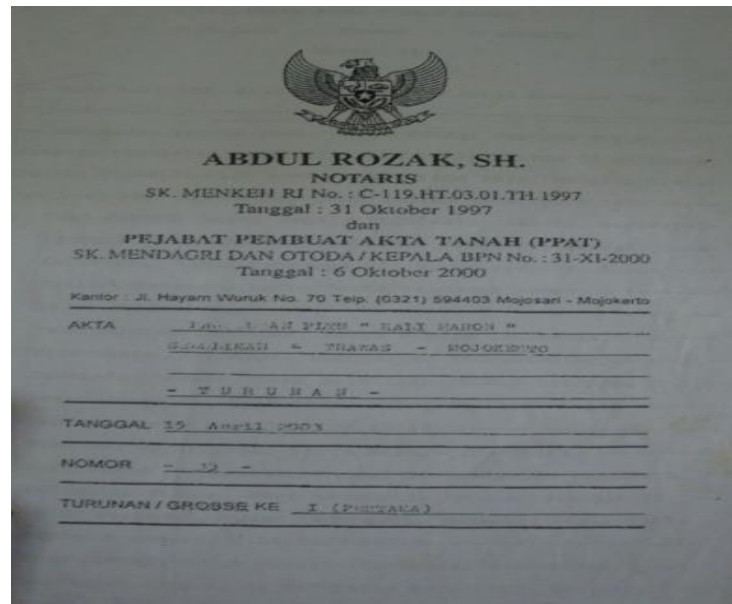 ABDUL ROZAK, SH.
NOTARIS
SK. MENKEH RI No. : C-119.HT.03.01.TH.1997
Tanggal : 31 Oktober 1997
dan
PEJABAT PEMBUAT AKTA TANAH (PPAT)
SK. MENDAGRI DAN OTODA / KEPALA BPN No. : 31-XI-2000
Tanggal : 6 Oktober 2000
Kantor : Jl. Hayam Wuruk No. 70 Telp. (0321) 594403 Mojosari - Mojokerto
AKTA
- TRAWAS - MOJOKERTO
- T U R U N A N -
TANGGAL 15 April 2003
NOMOR
TURUNAN / GROSSE KE I (PERTAMA)